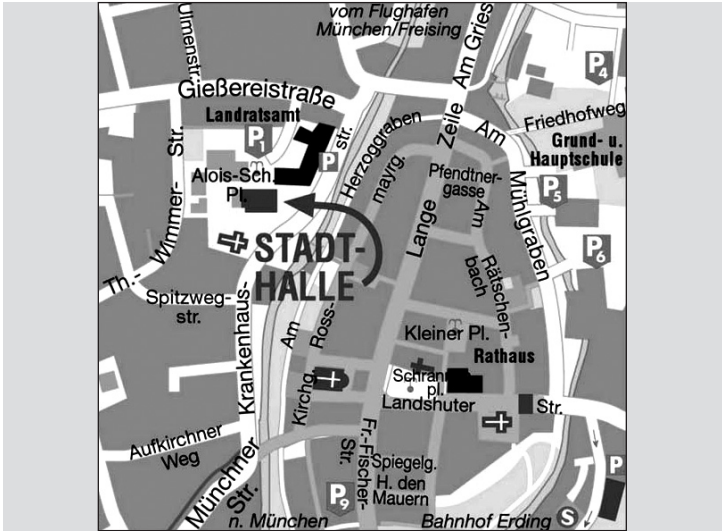 vom Flughafen
München/Freising
Ulmenstr.
Am Gries
P4
Gießereistraße
Landratsamt
P1
P
str.
Herzoggraben
Zeile
Am
Friedhofweg
Grund- u.
Hauptschule
Th.- Wimmer- Str.
Alois-Sch.
Pl.
mayrg.
Pfendtner-
gasse
Am
Mühlgraben
P5
Lange
STADT-
HALLE
P6
Rätschen-
bach
Spitzweg-
str.
Krankenhaus-
Am
Ross-
Kleiner Pl.
Rathaus
Schrann
pl.
Kirchg.
Landshuter
Str.
Aufkirchner
Weg
Münchner
Str.
Fr.-Fischer-
Str.
Spiegelg.
H. den
Mauern
P
P9
n. München
Bahnhof Erding
S